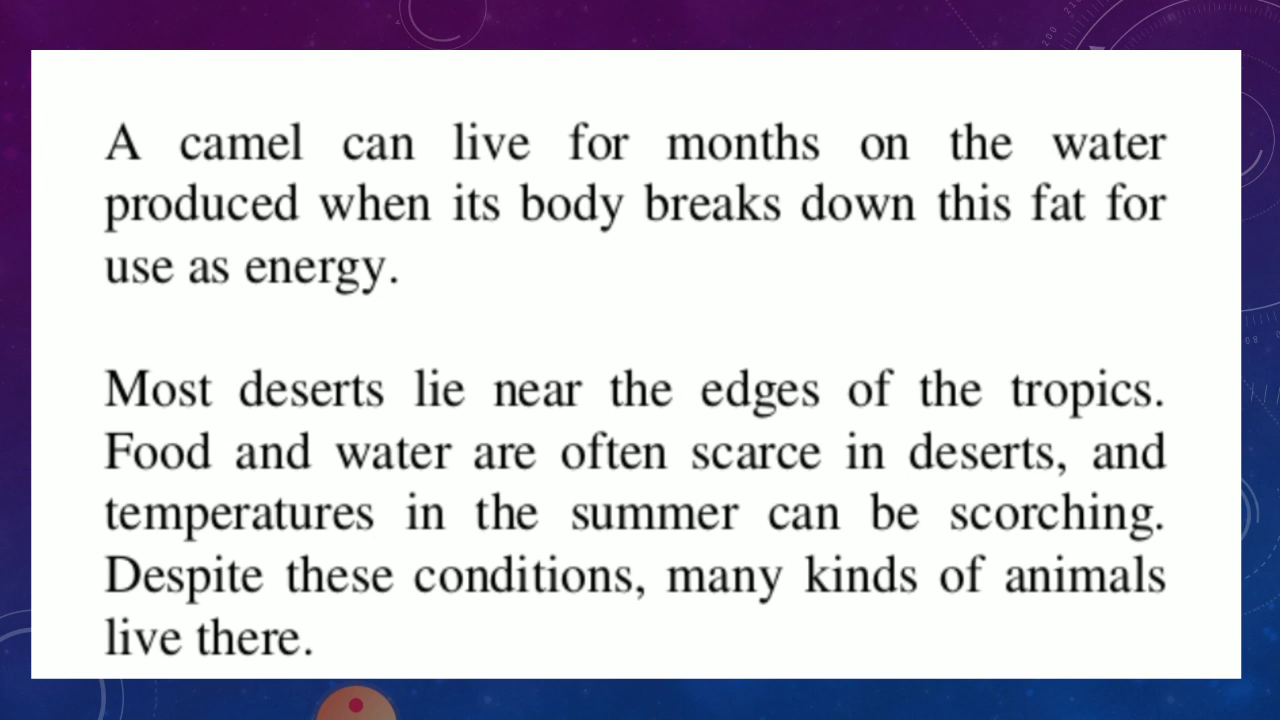 A camel can live for months on the water
produced when its body breaks down this fat for
use as energy.
Most deserts lie near the edges of the tropics.
Food and water are often scarce in deserts, and
temperatures in the summer can be scorching.
Despite these conditions, many kinds of animals
live there.